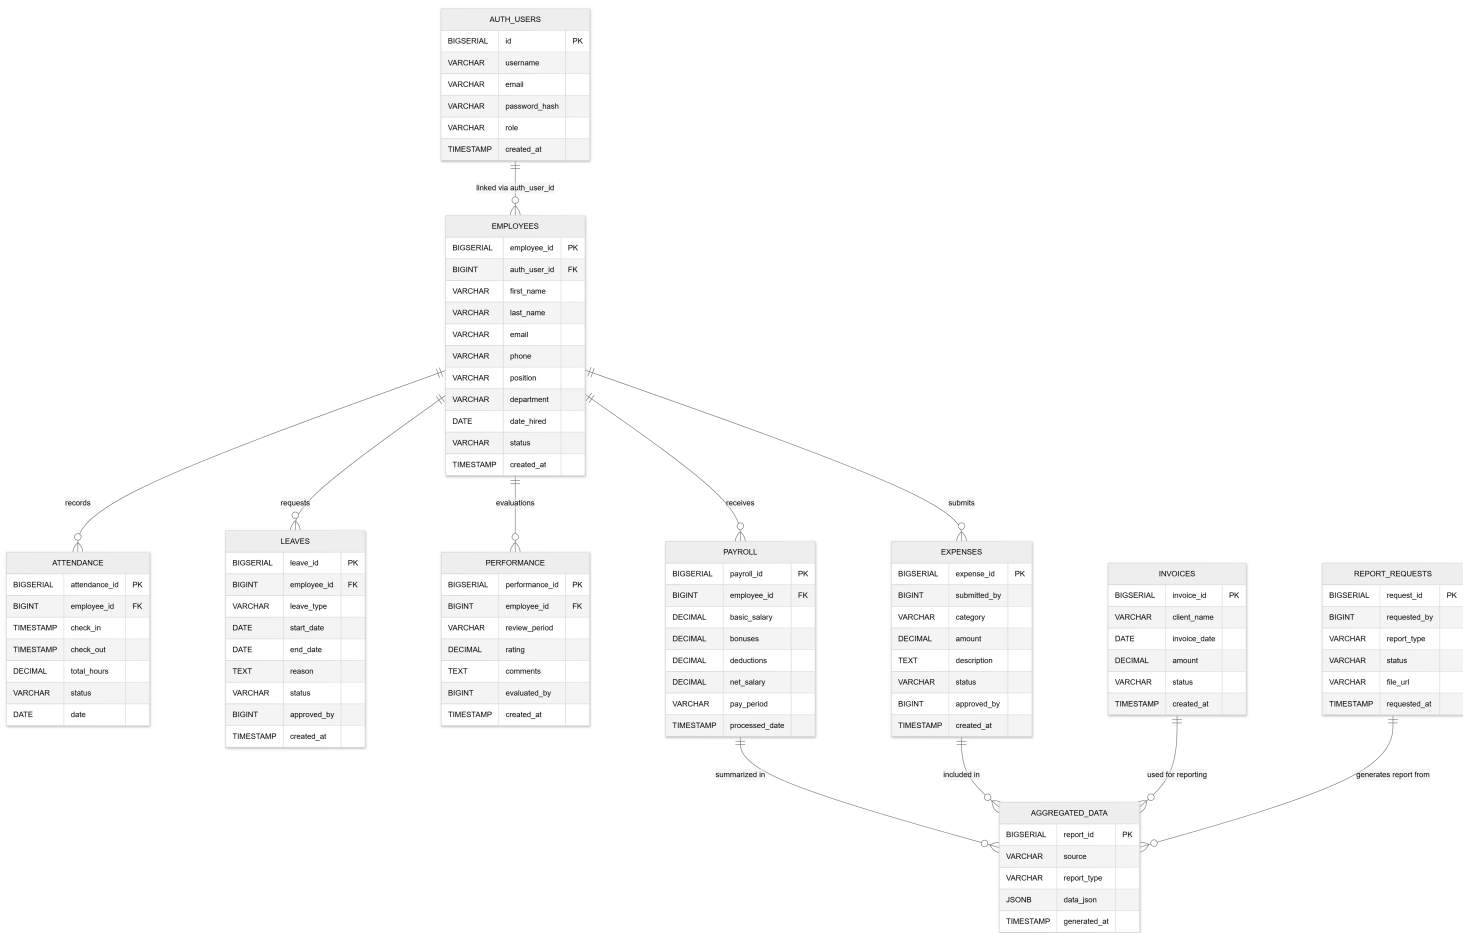 AUTH_USERS
BIGSERIAL id PK
VARCHAR username
VARCHAR email
VARCHAR password_hash
VARCHAR role
TIMESTAMP created_at
linked via auth_user_id
EMPLOYEES
BIGSERIAL employee_id PK
BIGINT auth_user_id FK
VARCHAR first_name
VARCHAR last_name
VARCHAR email
VARCHAR phone
VARCHAR position
VARCHAR department
DATE date_hired
VARCHAR status
TIMESTAMP created_at
records
requests
evaluations
receives
submits
ATTENDANCE
BIGSERIAL attendance_id PK
BIGINT employee_id FK
TIMESTAMP check_in
TIMESTAMP check_out
DECIMAL total_hours
VARCHAR status
DATE date
LEAVES
BIGSERIAL leave_id PK
BIGINT employee_id FK
VARCHAR leave_type
DATE start_date
DATE end_date
TEXT reason
VARCHAR status
BIGINT approved_by
TIMESTAMP created_at
PERFORMANCE
BIGSERIAL performance_id PK
BIGINT employee_id FK
VARCHAR review_period
DECIMAL rating
TEXT comments
BIGINT evaluated_by
TIMESTAMP created_at
PAYROLL
BIGSERIAL payroll_id PK
BIGINT employee_id FK
DECIMAL basic_salary
DECIMAL bonuses
DECIMAL deductions
DECIMAL net_salary
VARCHAR pay_period
TIMESTAMP processed_date
EXPENSES
BIGSERIAL expense_id PK
BIGINT submitted_by
VARCHAR category
DECIMAL amount
TEXT description
VARCHAR status
BIGINT approved_by
TIMESTAMP created_at
INVOICES
BIGSERIAL invoice_id PK
VARCHAR client_name
DATE invoice_date
DECIMAL amount
VARCHAR status
TIMESTAMP created_at
REPORT_REQUESTS
BIGSERIAL request_id PK
BIGINT requested_by
VARCHAR report_type
VARCHAR status
VARCHAR file_url
TIMESTAMP requested_at
summarized in
included in
used for reporting
generates report from
AGGREGATED_DATA
BIGSERIAL report_id PK
VARCHAR source
VARCHAR report_type
JSONB data_json
TIMESTAMP generated_at